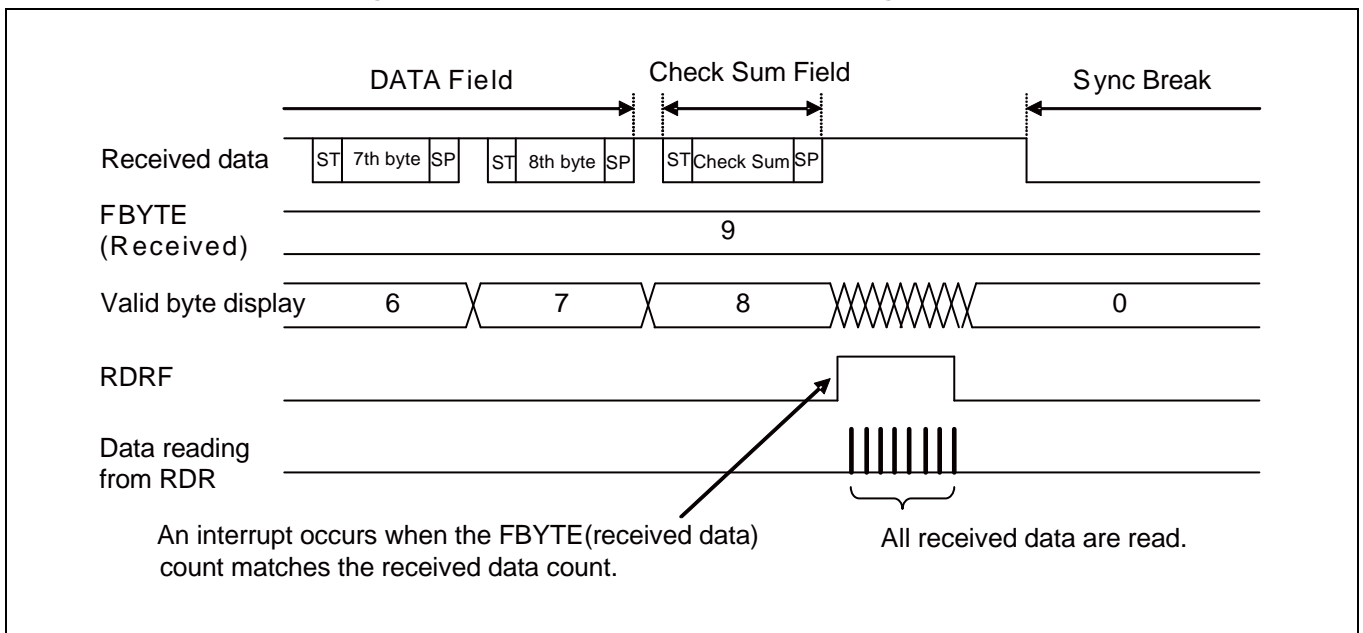 DATA Field
Check Sum Field
Sync Break
Received data
ST 7th byte SP ST 8th byte SP ST Check Sum SP
FBYTE
(Received)
9
Valid byte display 6 7 8 0
RDRF
Data reading
from RDR
An interrupt occurs when the FBYTE(received data)
count matches the received data count.
All received data are read.